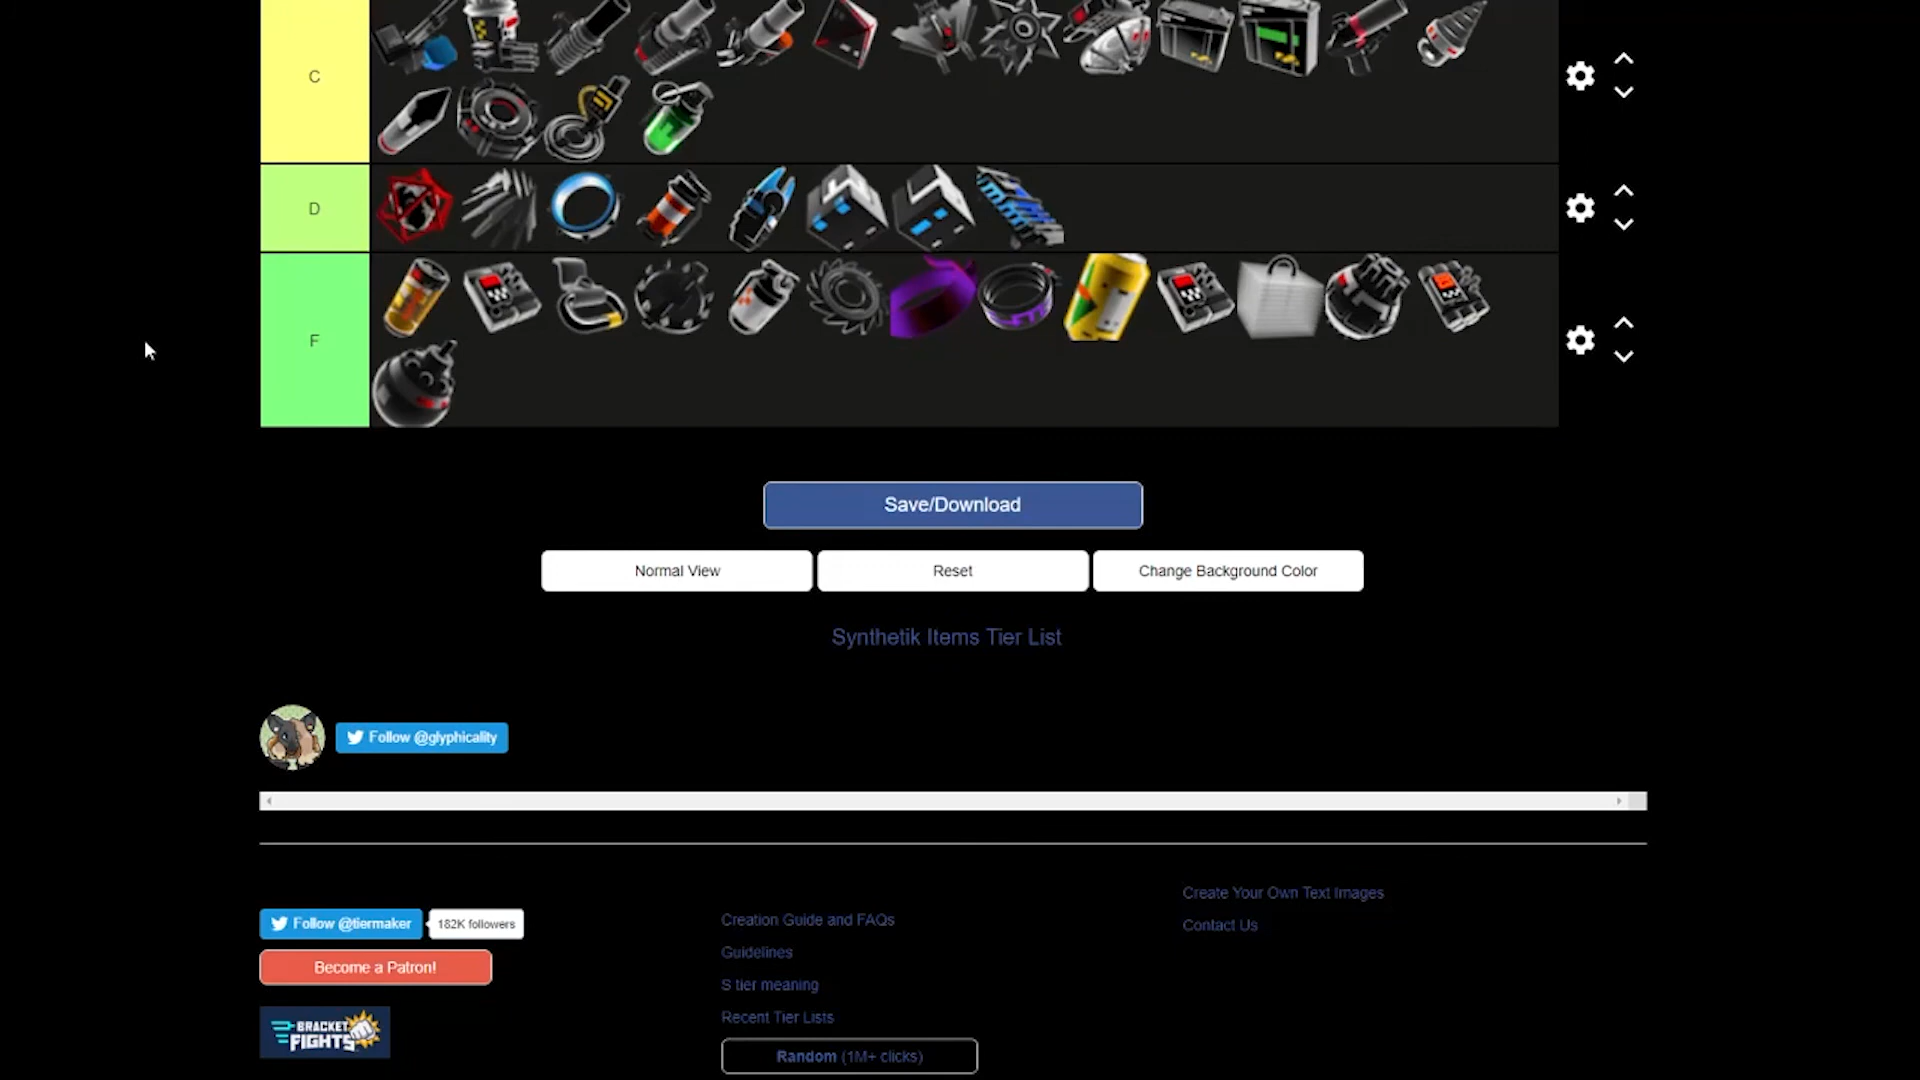 C
D
F
Save/Download
Normal View
Reset
Change Background Color
Synthetik Items Tier List
Follow @glyphicality
Follow @tiermaker
182K followers
Become a Patron!
BRACKET
FIGHTS
Creation Guide and FAQs
Guidelines
S tier meaning
Recent Tier Lists
Random (1M+ clicks)
Create Your Own Text Images
Contact Us